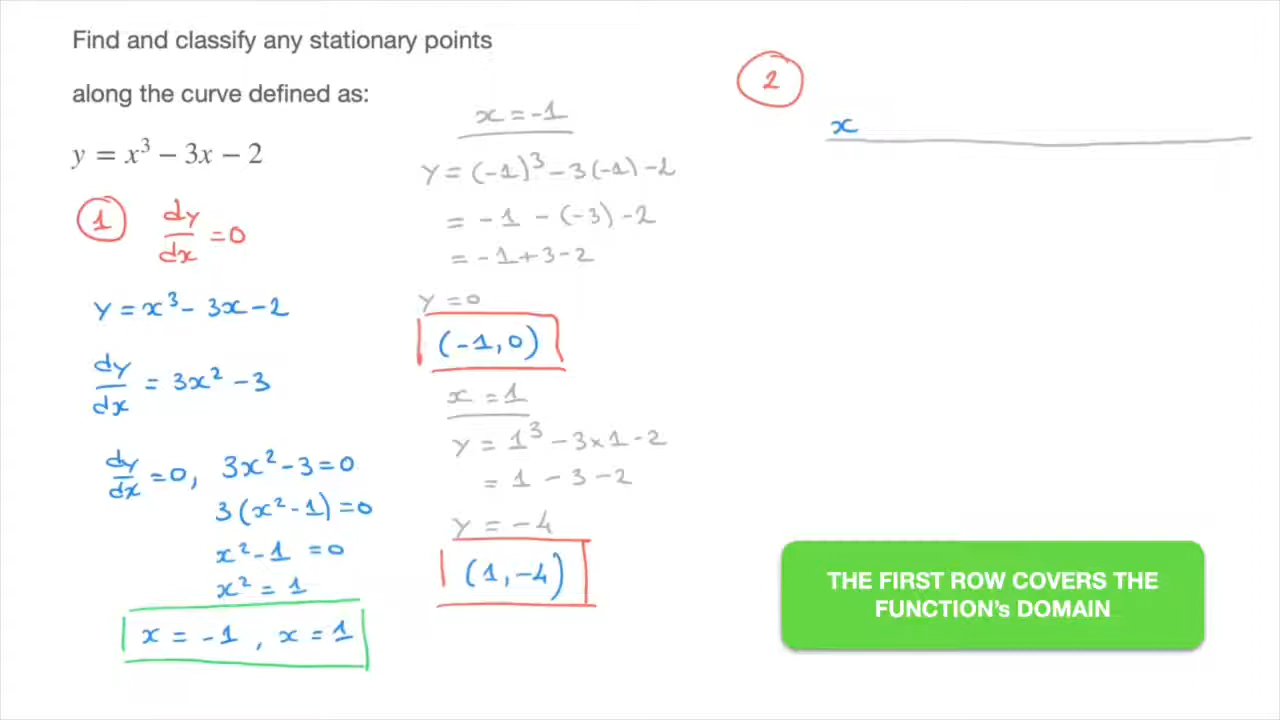 Find and classify any stationary points
along the curve defined as:
y = x³ − 3x − 2
1 dy/dx = 0
y = x³ - 3x - 2
dy/dx = 3x² - 3
dy/dx = 0, 3x² - 3 = 0
3(x² - 1) = 0
x² - 1 = 0
x² = 1
x = -1 , x = 1
x = -1
y = (-1)³ - 3(-1) - 2
= -1 - (-3) - 2
= -1 + 3 - 2
y = 0
(-1, 0)
x = 1
y = 1³ - 3×1 - 2
= 1 - 3 - 2
y = -4
(1, -4)
2
x
THE FIRST ROW COVERS THE
FUNCTION's DOMAIN